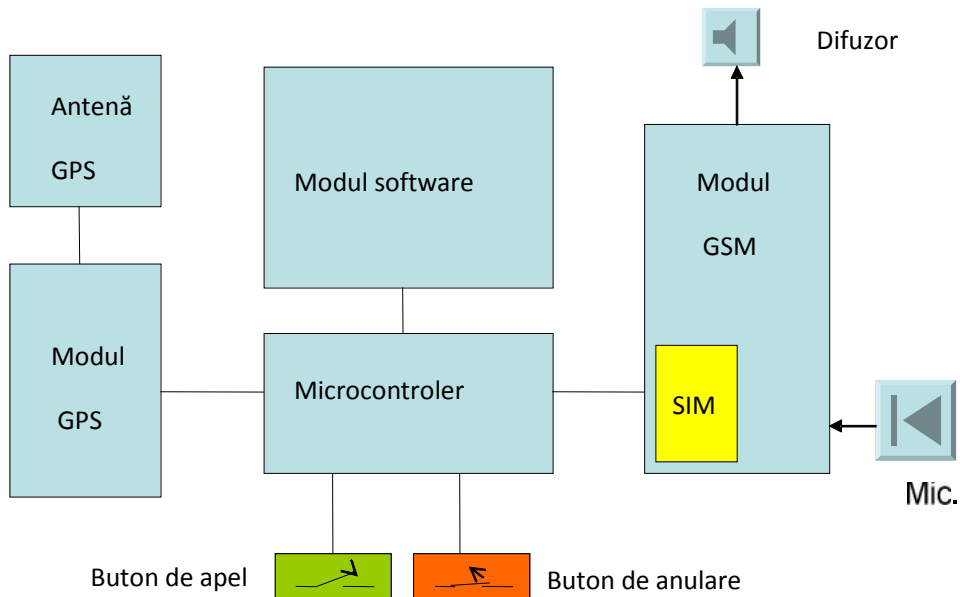 Difuzor
Antenă
GPS
Modul software
Modul
GSM
Modul
GPS
Microcontroler
SIM
Mic.
Buton de apel
Buton de anulare